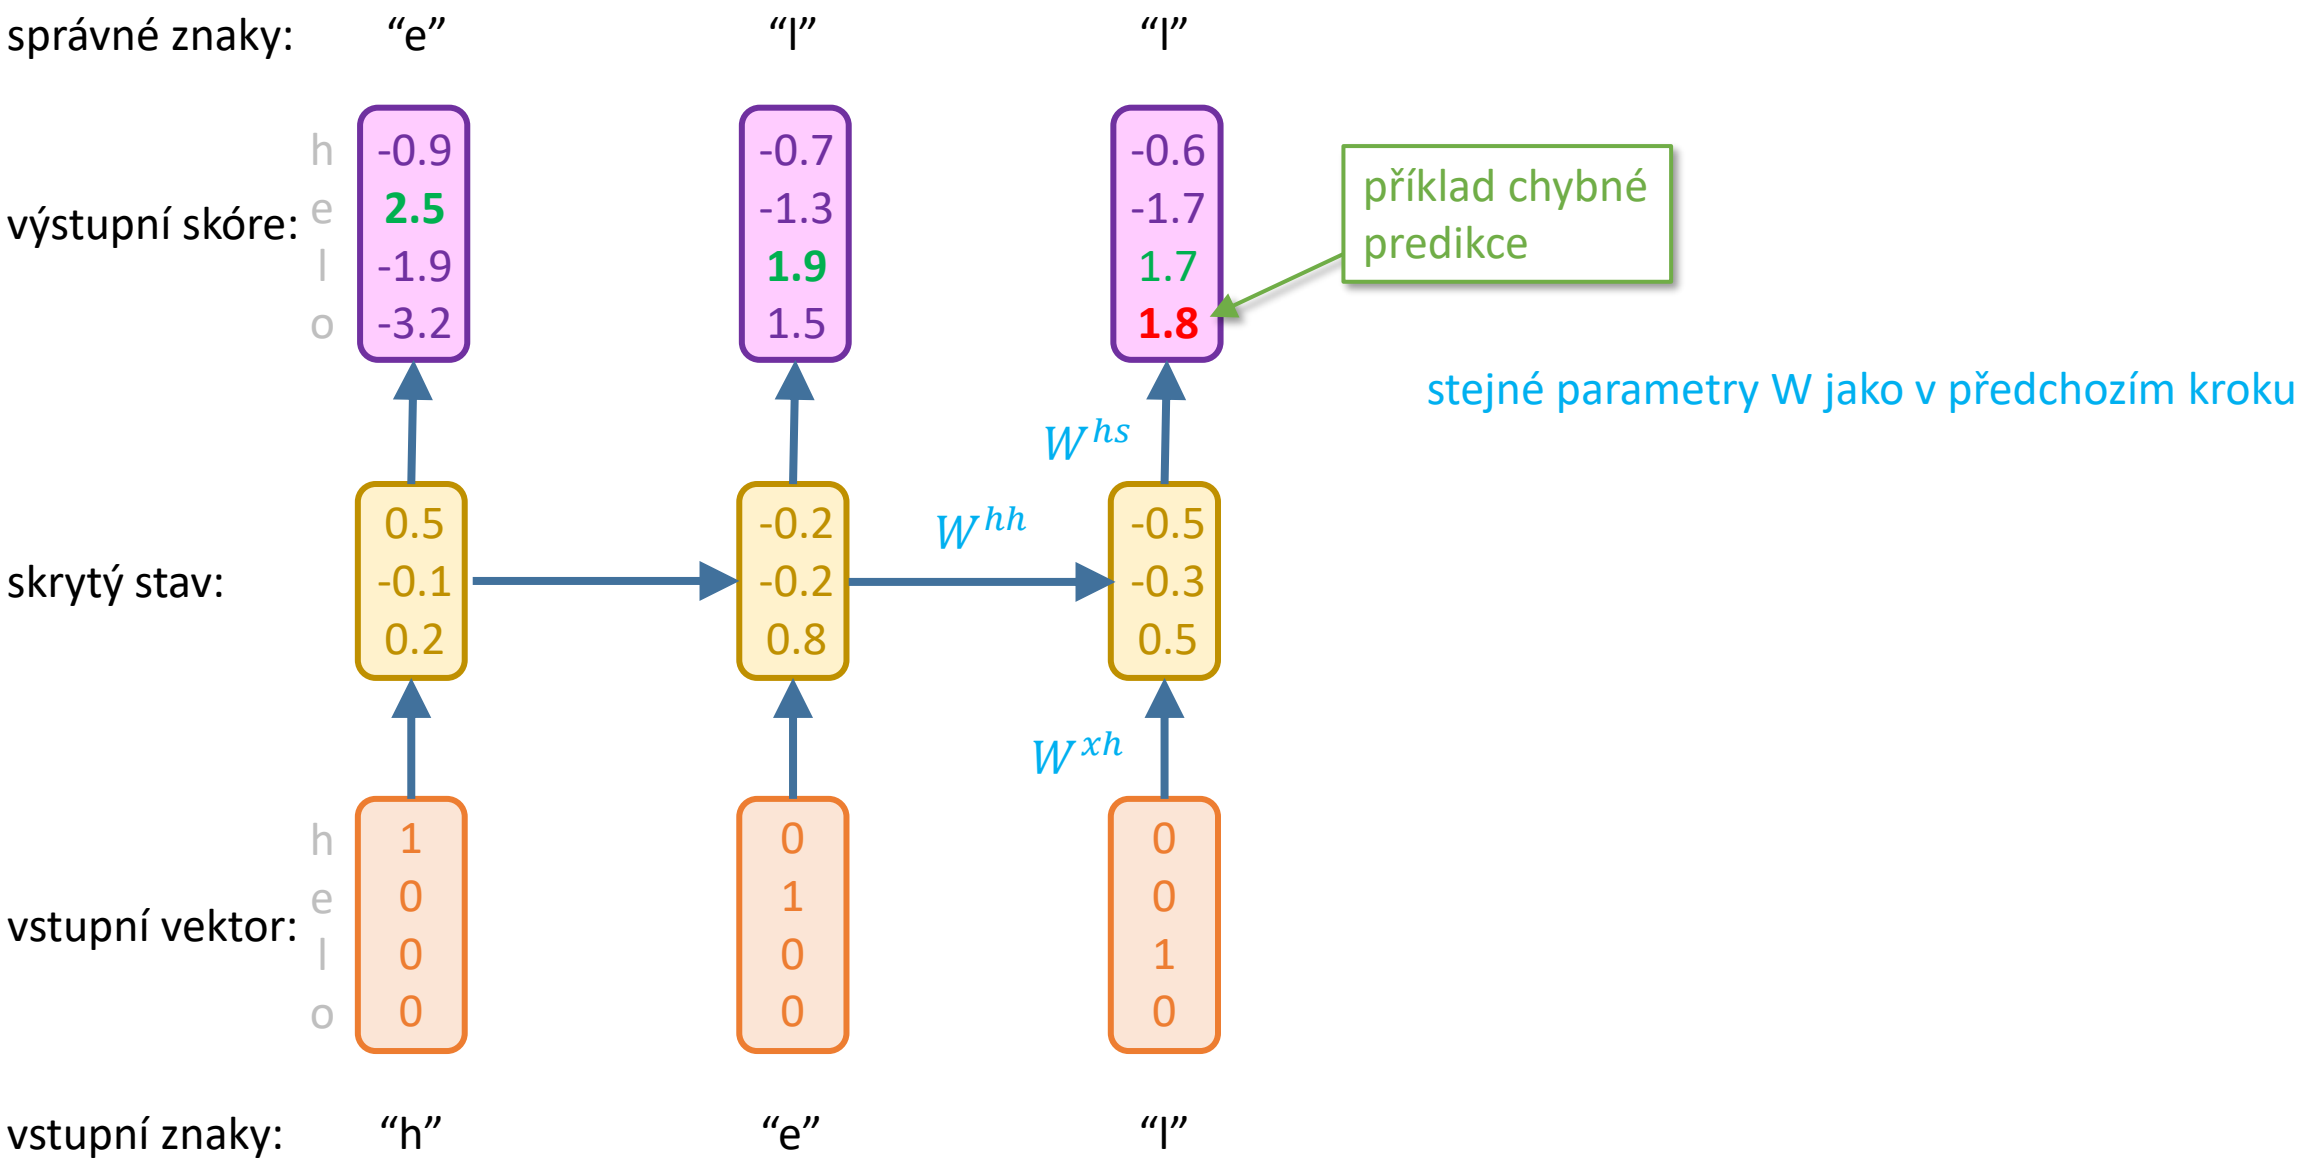 správné znaky: “e” “l” “l”
h -0.9 -0.7 -0.6
výstupní skóre: e 2.5 -1.3 -1.7
l -1.9 1.9 1.7
o -3.2 1.5 1.8
příklad chybné
predikce
stejné parametry W jako v předchozím kroku
W^hs
W^hh
0.5 -0.2 -0.5
skrytý stav: -0.1 -0.2 -0.3
0.2 0.8 0.5
W^xh
h 1 0 0
vstupní vektor: e 0 1 0
l 0 0 1
o 0 0 0
vstupní znaky: “h” “e” “l”